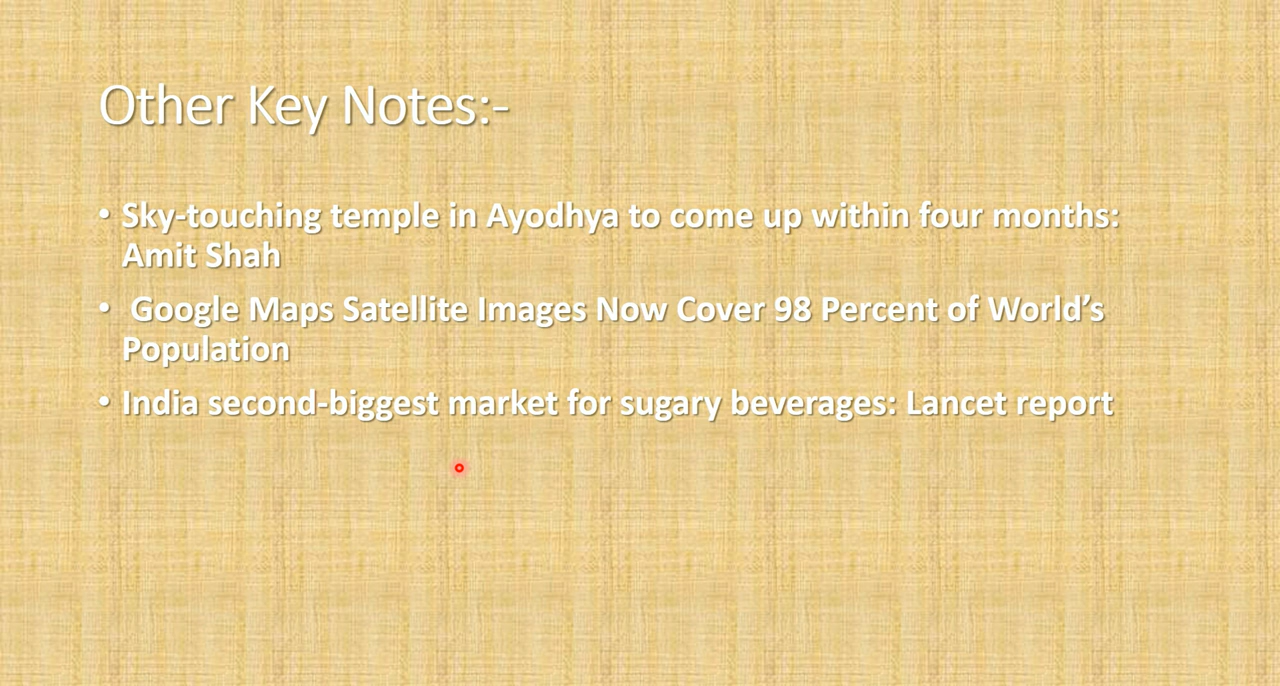 Other Key Notes:-
• Sky-touching temple in Ayodhya to come up within four months:
Amit Shah
• Google Maps Satellite Images Now Cover 98 Percent of World’s
Population
• India second-biggest market for sugary beverages: Lancet report